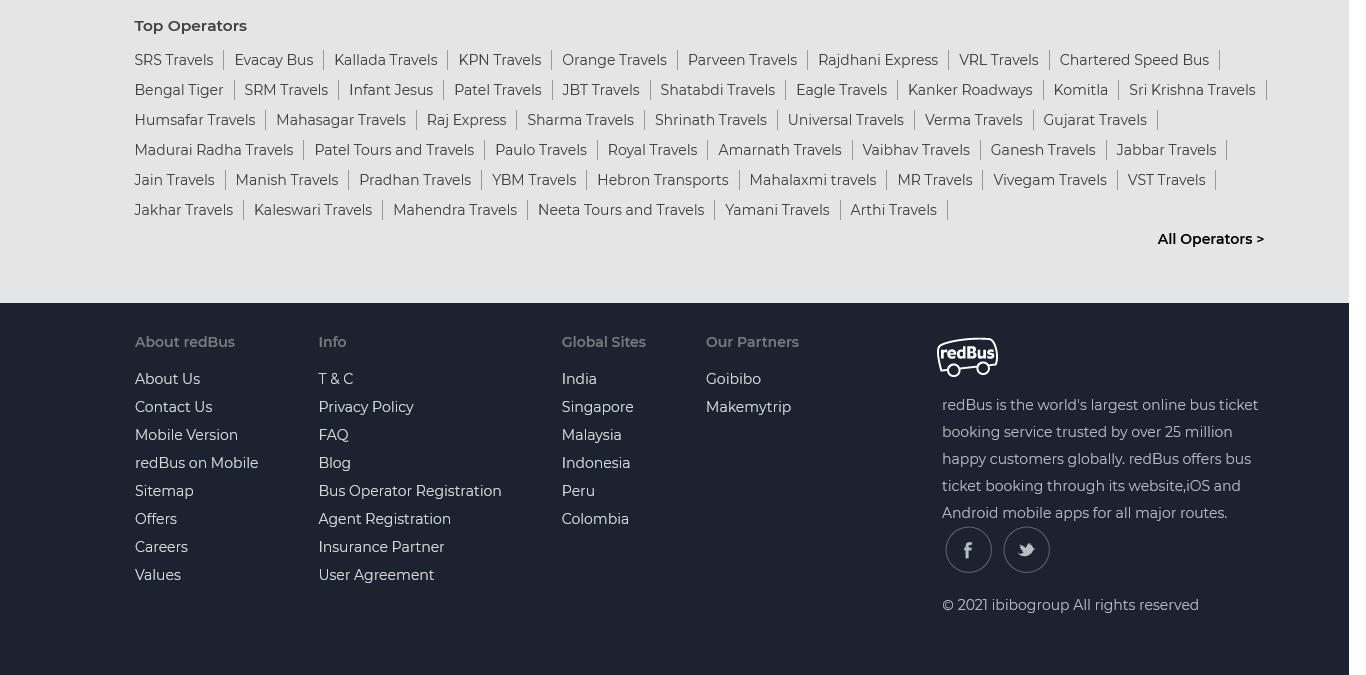 Top Operators
SRS Travels | Evacay Bus | Kallada Travels | KPN Travels | Orange Travels | Parveen Travels | Rajdhani Express | VRL Travels | Chartered Speed Bus |
Bengal Tiger | SRM Travels | Infant Jesus | Patel Travels | JBT Travels | Shatabdi Travels | Eagle Travels | Kanker Roadways | Komitla | Sri Krishna Travels |
Humsafar Travels | Mahasagar Travels | Raj Express | Sharma Travels | Shrinath Travels | Universal Travels | Verma Travels | Gujarat Travels |
Madurai Radha Travels | Patel Tours and Travels | Paulo Travels | Royal Travels | Amarnath Travels | Vaibhav Travels | Ganesh Travels | Jabbar Travels |
Jain Travels | Manish Travels | Pradhan Travels | YBM Travels | Hebron Transports | Mahalaxmi travels | MR Travels | Vivegam Travels | VST Travels |
Jakhar Travels | Kaleswari Travels | Mahendra Travels | Neeta Tours and Travels | Yamani Travels | Arthi Travels |
All Operators >
About redBus
About Us
Contact Us
Mobile Version
redBus on Mobile
Sitemap
Offers
Careers
Values
Info
T & C
Privacy Policy
FAQ
Blog
Bus Operator Registration
Agent Registration
Insurance Partner
User Agreement
Global Sites
India
Singapore
Malaysia
Indonesia
Peru
Colombia
Our Partners
Goibibo
Makemytrip
redBus
redBus is the world's largest online bus ticket
booking service trusted by over 25 million
happy customers globally. redBus offers bus
ticket booking through its website,iOS and
Android mobile apps for all major routes.
© 2021 ibibogroup All rights reserved